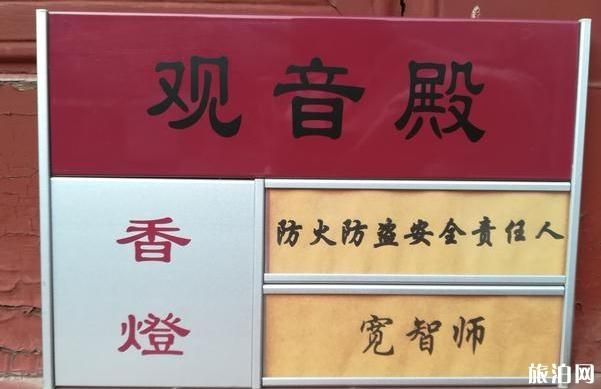 观音殿
香
燈
防火防盗安全责任人
宽智师
旅泊网